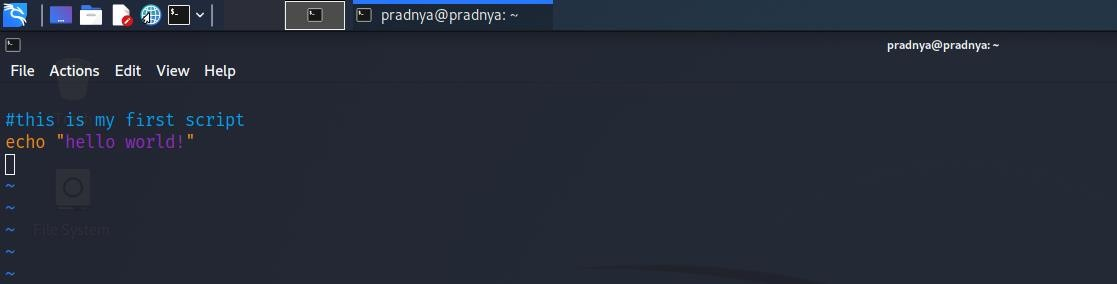 pradnya@pradnya: ~
pradnya@pradnya: ~
File Actions Edit View Help
#this is my first script
echo "hello world!"
~
~
File System
~
~
~